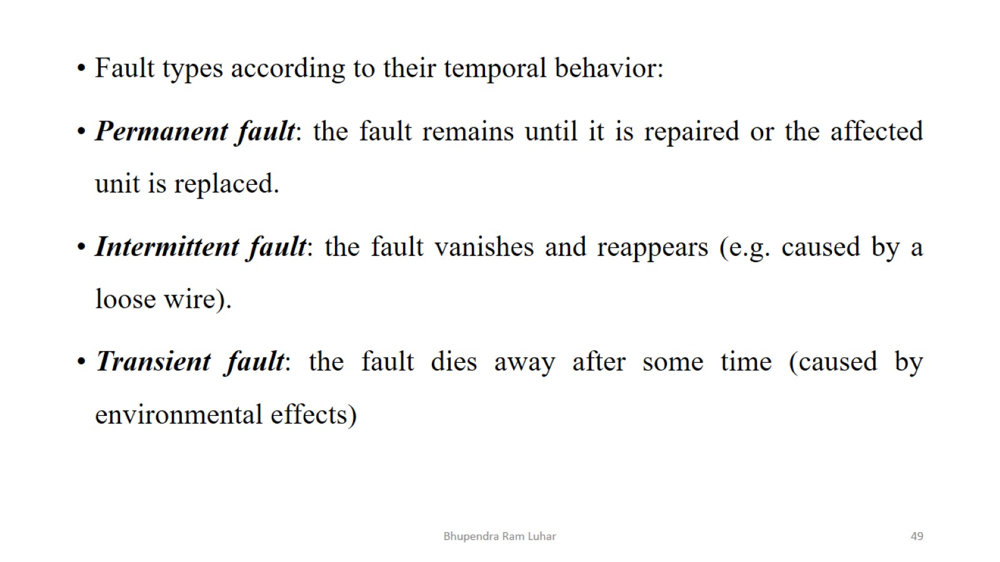 • Fault types according to their temporal behavior:
• Permanent fault: the fault remains until it is repaired or the affected
unit is replaced.
• Intermittent fault: the fault vanishes and reappears (e.g. caused by a
loose wire).
• Transient fault: the fault dies away after some time (caused by
environmental effects)
Bhupendra Ram Luhar
49